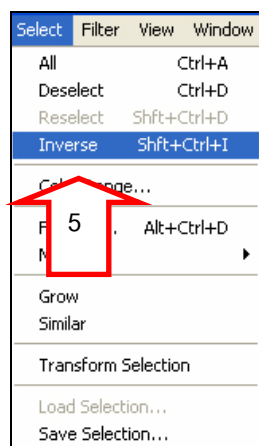 Select Filter View Window
All Ctrl+A
Deselect Ctrl+D
Reselect Shft+Ctrl+D
Inverse Shft+Ctrl+I
5
Alt+Ctrl+D
Grow
Similar
Transform Selection
Load Selection...
Save Selection...